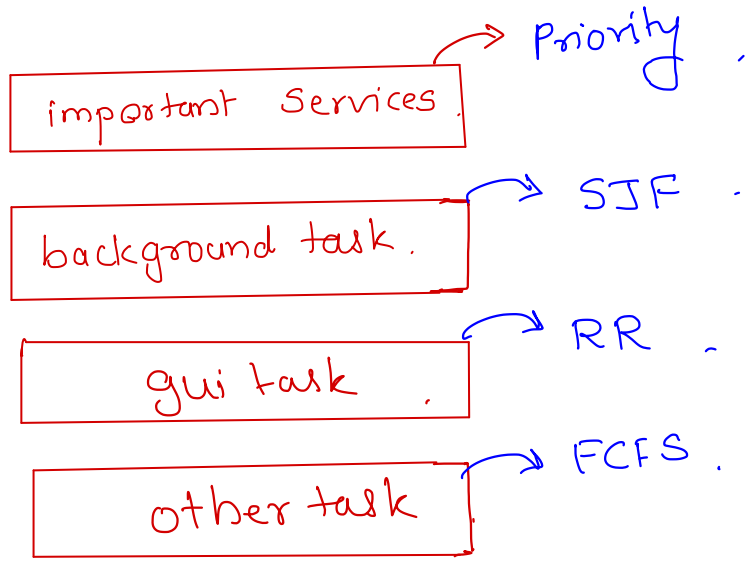 Priority
important Services.
SJF
background task.
RR
gui task
FCFS
other task